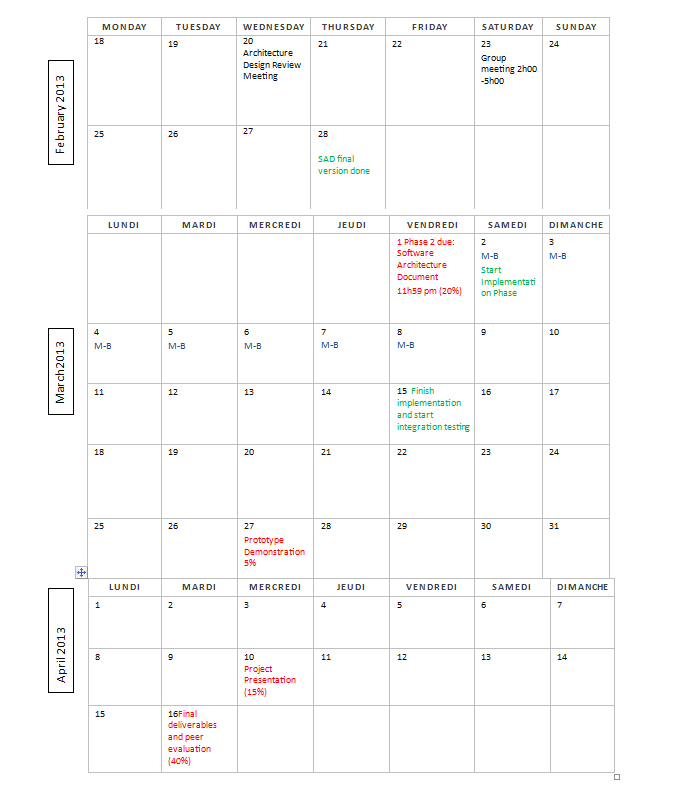 February 2013
MONDAY TUESDAY WEDNESDAY THURSDAY FRIDAY SATURDAY SUNDAY
18 19 20 21 22 23 24
Architecture
Design Review
Meeting
Group
meeting 2h00
-5h00
25 26 27 28
SAD final
version done
March2013
LUNDI MARDI MERCREDI JEUDI VENDREDI SAMEDI DIMANCHE
1 Phase 2 due:
Software
Architecture
Document
11h59 pm (20%)
2
M-B
Start
Implementati
on Phase
3
M-B
4 5 6 7 8 9 10
M-B M-B M-B M-B M-B
11 12 13 14 15 Finish
implementation
and start
integration testing
16 17
18 19 20 21 22 23 24
25 26 27 28 29 30 31
Prototype
Demonstration
5%
April 2013
LUNDI MARDI MERCREDI JEUDI VENDREDI SAMEDI DIMANCHE
1 2 3 4 5 6 7
8 9 10 11 12 13 14
Project
Presentation
(15%)
15 16Final
deliverables
and peer
evaluation
(40%)